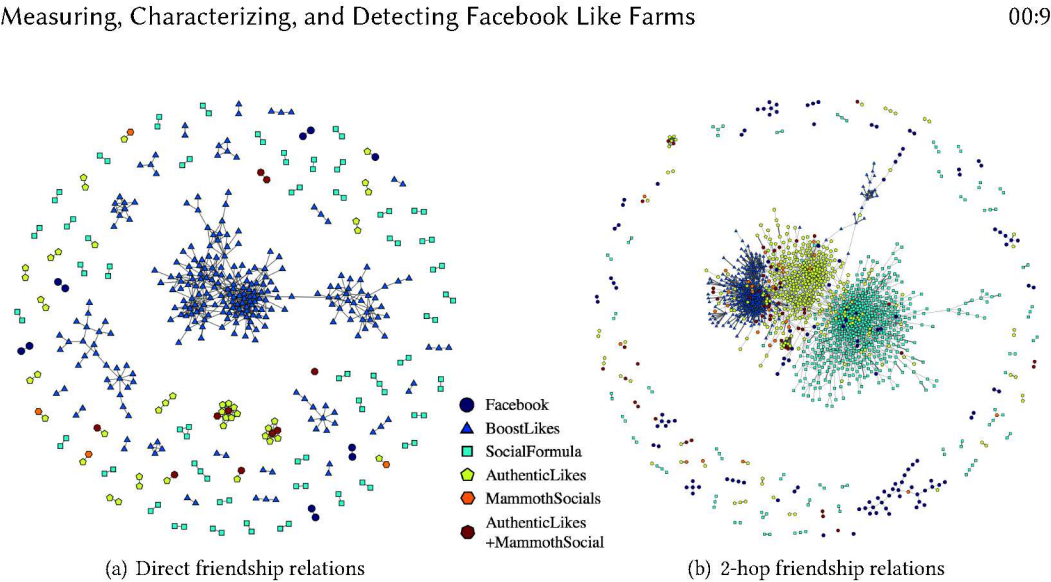 Measuring, Characterizing, and Detecting Facebook Like Farms 00:9
Facebook
BoostLikes
SocialFormula
AuthenticLikes
MammothSocials
AuthenticLikes
+MammothSocial
(a) Direct friendship relations
(b) 2-hop friendship relations